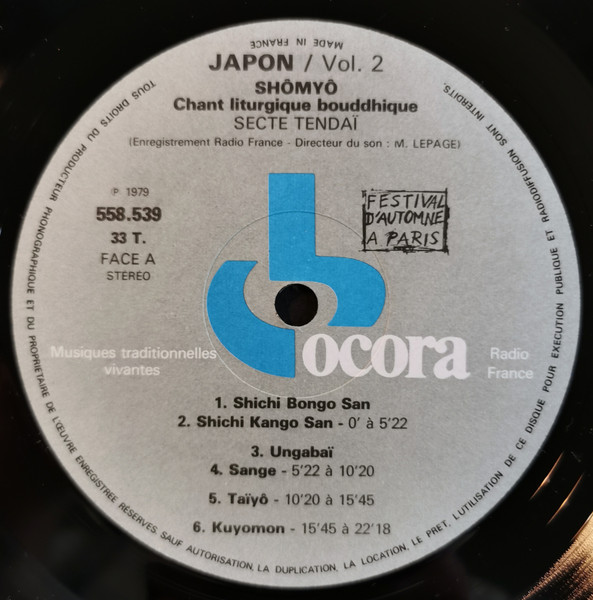 MADE IN FRANCE
JAPON / Vol. 2
SHÔMYÔ
Chant liturgique bouddhique
SECTE TENDAÏ
(Enregistrement Radio France - Directeur du son : M. LEPAGE)
℗ 1979
558.539
33 T.
FACE A
STÉRÉO
FESTIVAL
D'AUTOMNE
A PARIS
ocora
Musiques traditionnelles
vivantes
Radio
France
1. Shichi Bongo San
2. Shichi Kango San - 0' à 5'22
3. Ungabaï
4. Sange - 5'22 à 10'20
5. Taïyô - 10'20 à 15'45
6. Kuyomon - 15'45 à 22'18
TOUS DROITS DU PRODUCTEUR PHONOGRAPHIQUE ET DU PROPRIETAIRE DE L'ŒUVRE ENREGISTREE RÉSERVES SAUF AUTORISATION, LA DUPLICATION, LA LOCATION, LE PRET, L'UTILISATION DE CE DISQUE POUR EXECUTION PUBLIQUE ET RADIODIFFUSION SONT INTERDITS.